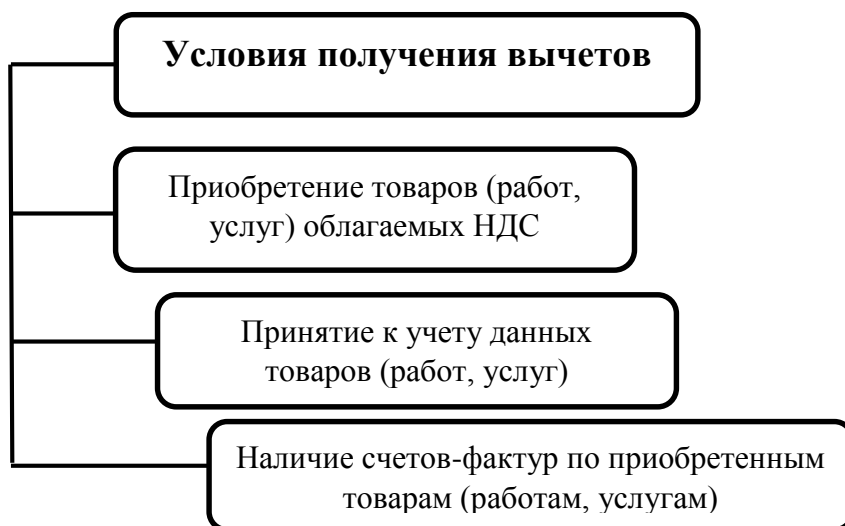 Условия получения вычетов
Приобретение товаров (работ,
услуг) облагаемых НДС
Принятие к учету данных
товаров (работ, услуг)
Наличие счетов-фактур по приобретенным
товарам (работам, услугам)